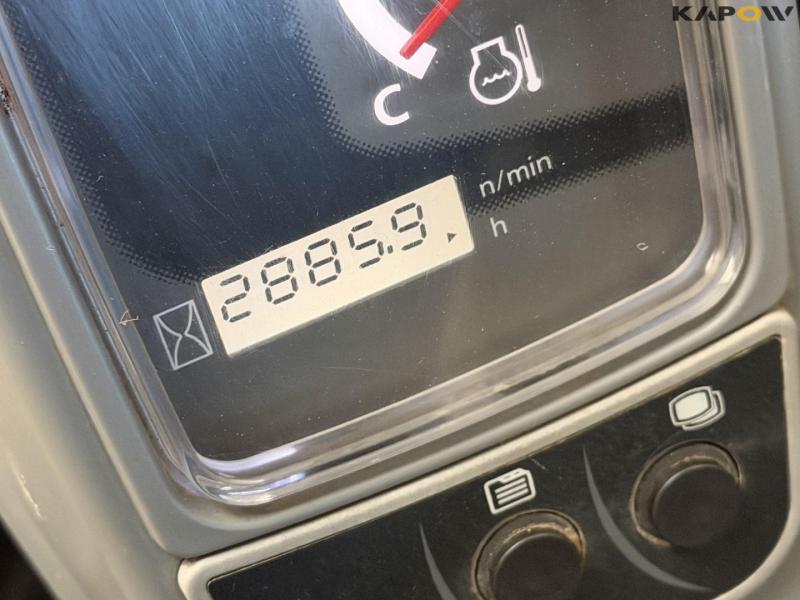 KAPOW
C
n/min
2885.9
h